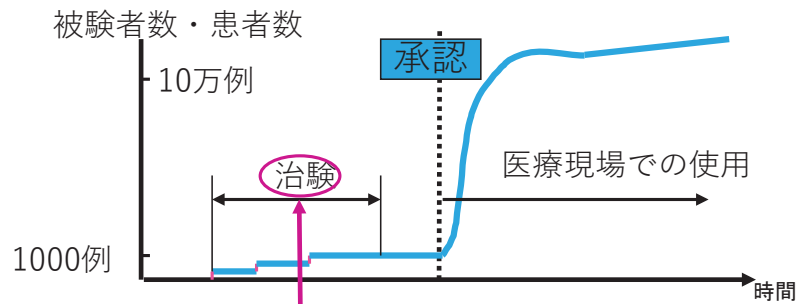 被験者数・患者数
承認
10万例
治験
医療現場での使用
1000例
時間